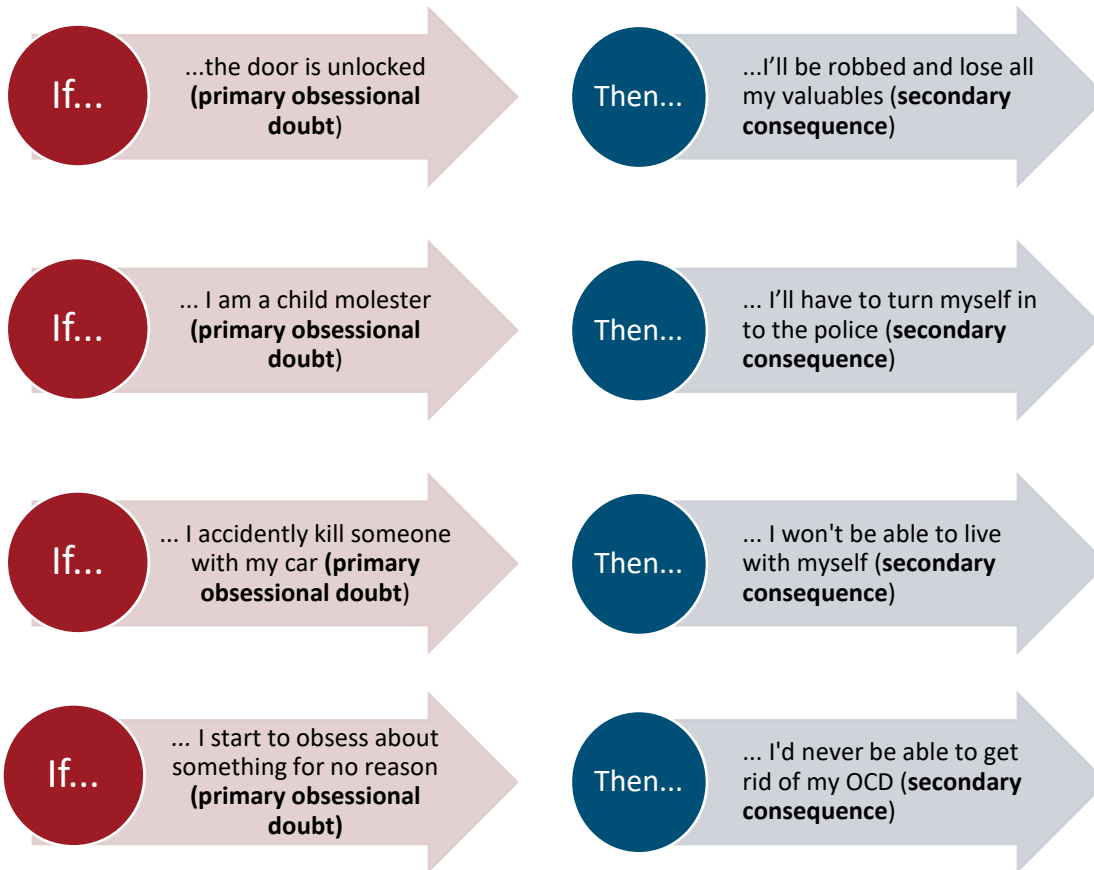 If...
...the door is unlocked
(primary obsessional
doubt)
Then...
...I’ll be robbed and lose all
my valuables (secondary
consequence)
If...
... I am a child molester
(primary obsessional
doubt)
Then...
... I’ll have to turn myself in
to the police (secondary
consequence)
If...
... I accidently kill someone
with my car (primary
obsessional doubt)
Then...
... I won't be able to live
with myself (secondary
consequence)
If...
... I start to obsess about
something for no reason
(primary obsessional
doubt)
Then...
... I'd never be able to get
rid of my OCD (secondary
consequence)